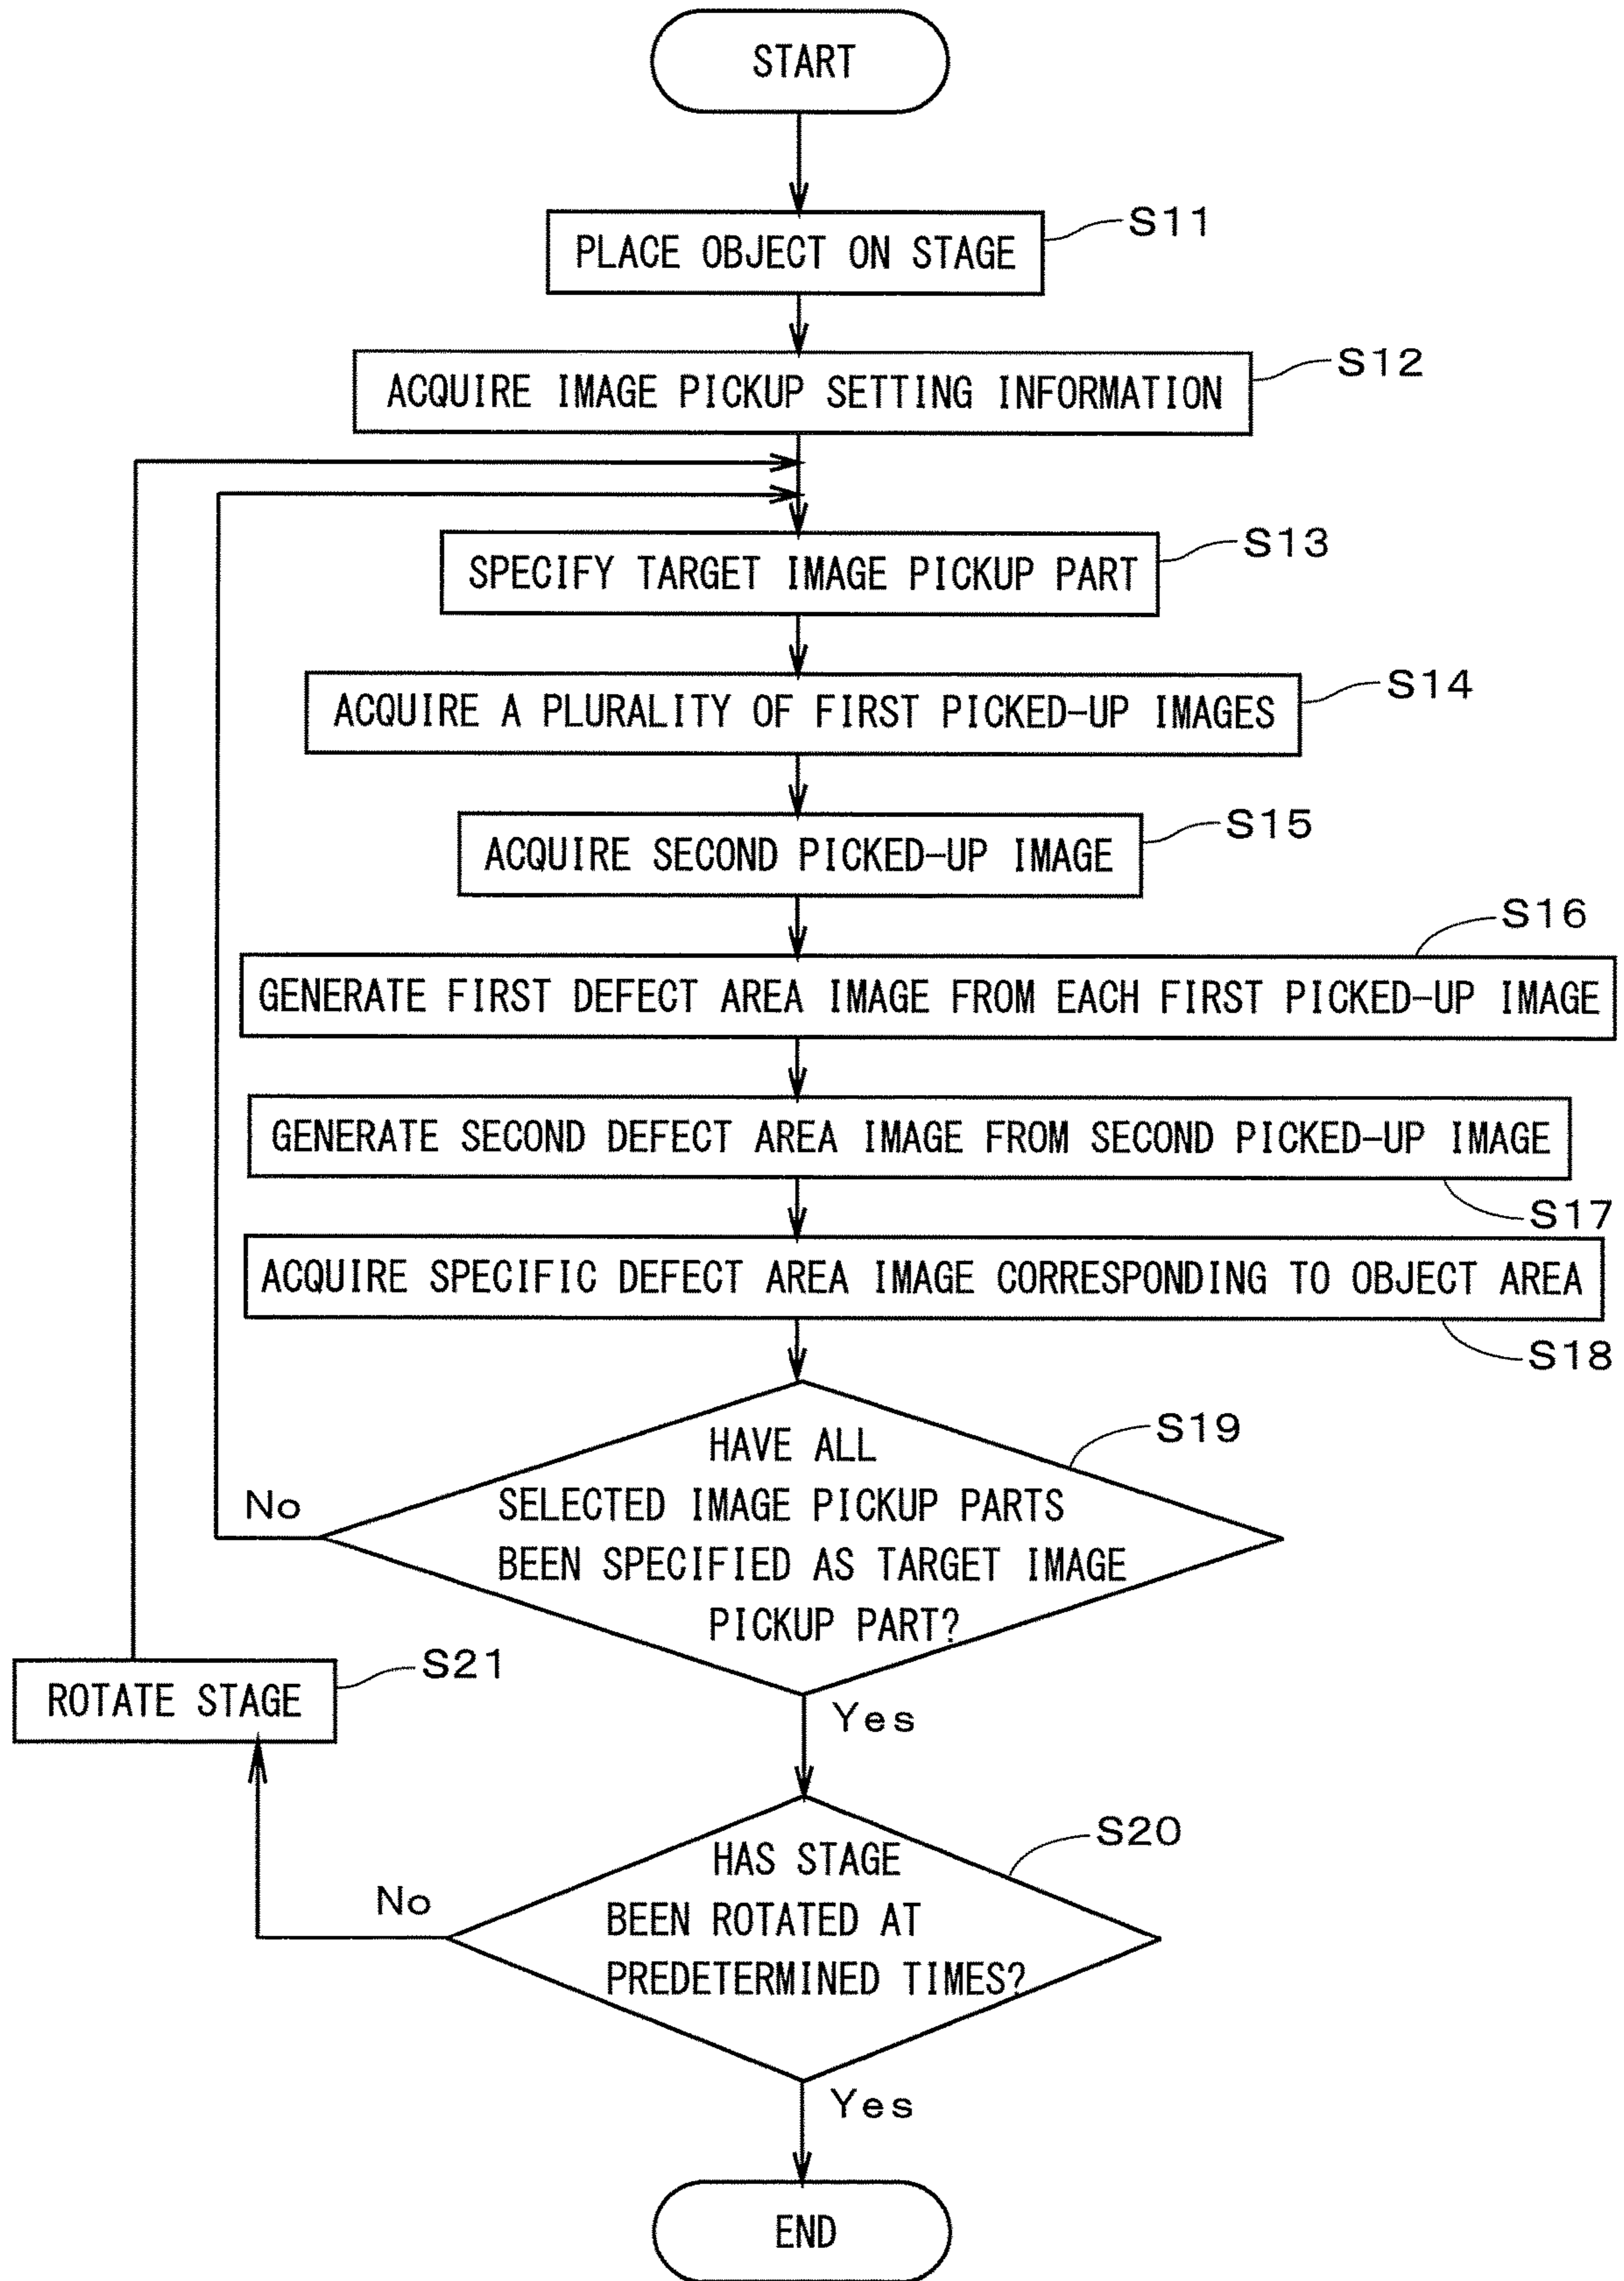 START
S11
PLACE OBJECT ON STAGE
S12
ACQUIRE IMAGE PICKUP SETTING INFORMATION
S13
SPECIFY TARGET IMAGE PICKUP PART
S14
ACQUIRE A PLURALITY OF FIRST PICKED-UP IMAGES
S15
ACQUIRE SECOND PICKED-UP IMAGE
S16
GENERATE FIRST DEFECT AREA IMAGE FROM EACH FIRST PICKED-UP IMAGE
GENERATE SECOND DEFECT AREA IMAGE FROM SECOND PICKED-UP IMAGE
S17
ACQUIRE SPECIFIC DEFECT AREA IMAGE CORRESPONDING TO OBJECT AREA
S18
S19
HAVE ALL
SELECTED IMAGE PICKUP PARTS
BEEN SPECIFIED AS TARGET IMAGE
PICKUP PART?
No
S21
ROTATE STAGE
Yes
S20
HAS STAGE
BEEN ROTATED AT
PREDETERMINED TIMES?
No
Yes
END